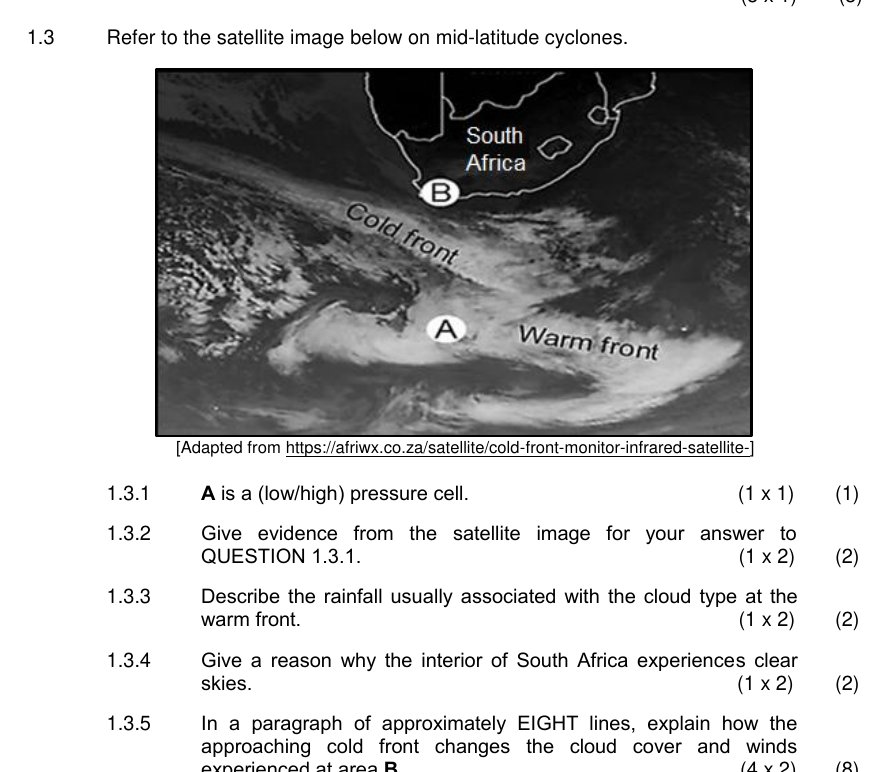 1.3 Refer to the satellite image below on mid-latitude cyclones.
South
Africa
B
Cold front
A
Warm front
[Adapted from https://afriwx.co.za/satellite/cold-front-monitor-infrared-satellite-]
1.3.1 A is a (low/high) pressure cell. (1 x 1) (1)
1.3.2 Give evidence from the satellite image for your answer to
QUESTION 1.3.1. (1 x 2) (2)
1.3.3 Describe the rainfall usually associated with the cloud type at the
warm front. (1 x 2) (2)
1.3.4 Give a reason why the interior of South Africa experiences clear
skies. (1 x 2) (2)
1.3.5 In a paragraph of approximately EIGHT lines, explain how the
approaching cold front changes the cloud cover and winds
experienced at area B. (4 x 2) (8)